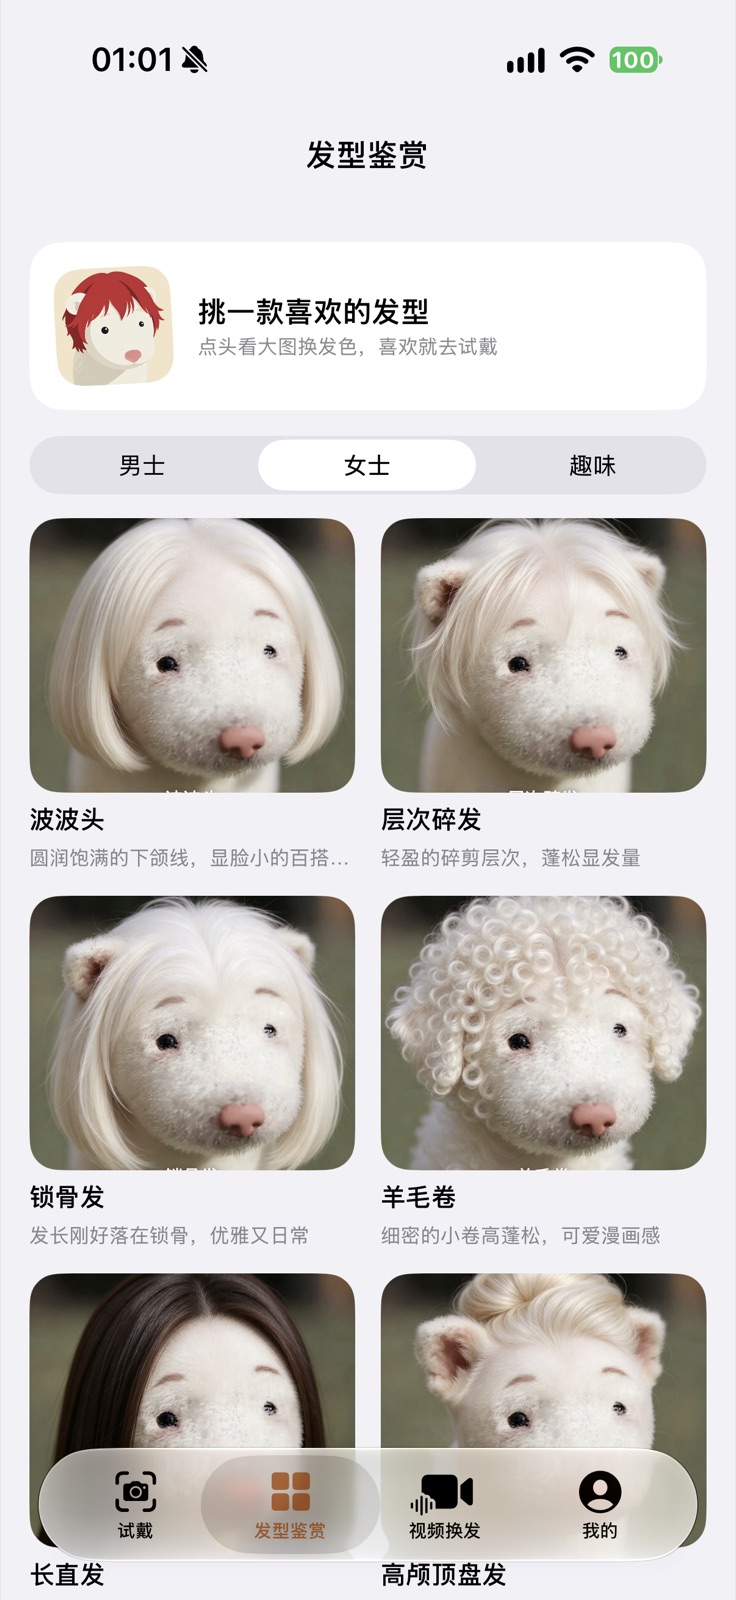 01:01
100
发型鉴赏
挑一款喜欢的发型
点头看大图换发色，喜欢就去试戴
男士
女士
趣味
波波头
层次碎发
圆润饱满的下颌线，显脸小的百搭...
轻盈的碎剪层次，蓬松显发量
锁骨发
羊毛卷
发长刚好落在锁骨，优雅又日常
细密的小卷高蓬松，可爱漫画感
试戴
发型鉴赏
视频换发
我的
长直发
高颅顶盘发